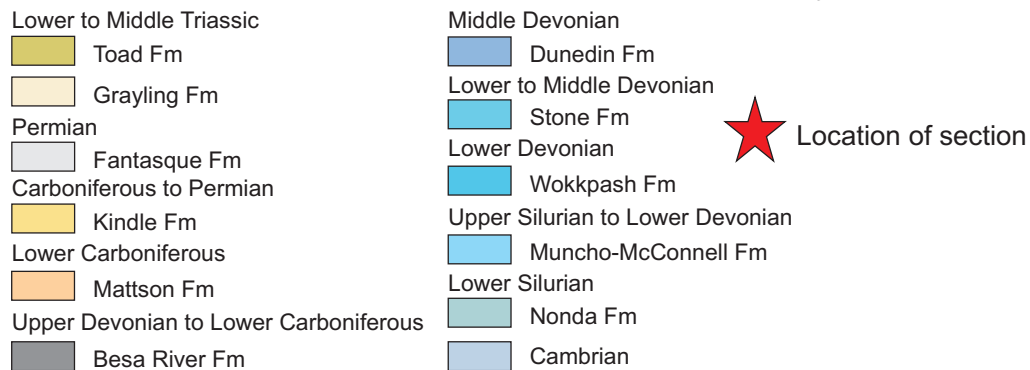 Lower to Middle Triassic
Toad Fm
Grayling Fm
Permian
Fantasque Fm
Carboniferous to Permian
Kindle Fm
Lower Carboniferous
Mattson Fm
Upper Devonian to Lower Carboniferous
Besa River Fm
Middle Devonian
Dunedin Fm
Lower to Middle Devonian
Stone Fm
Lower Devonian
Wokkpash Fm
Upper Silurian to Lower Devonian
Muncho-McConnell Fm
Lower Silurian
Nonda Fm
Cambrian
Location of section